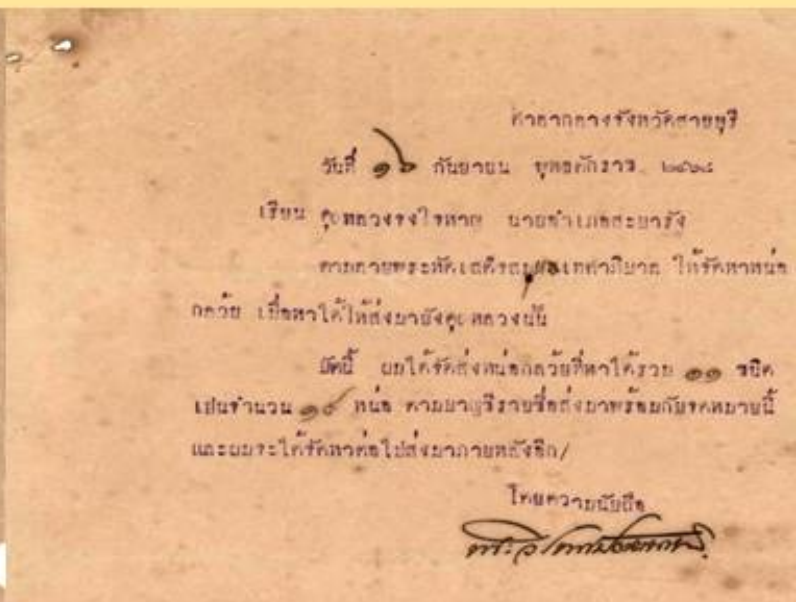 ศาลากลางจังหวัดสายบุรี
วันที่ ๑๖ กันยายน พุทธศักราช ๒๔๖๘
เรียน คุณหลวงจงใจหาญ นายอำเภอสะบารัง
ตามลายพระหัตถ์เสด็จสมุหเทศาภิบาล ให้จัดหาหน่อ
กล้วย เมื่อหาได้ให้ส่งมายังคุณหลวงนั้น
บัดนี้ ผมได้จัดส่งหน่อกล้วยที่หาได้รวม ๑๑ ชนิด
เปนจำนวน ๑๔ หน่อ ตามบาญชีรายชื่อส่งมาพร้อมกับจดหมายนี้
และผมจะได้จัดหาต่อไปส่งมาภายหลังอีก/
โดยความนับถือ